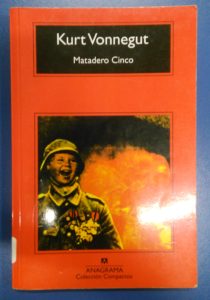 Kurt Vonnegut
Matadero Cinco
ANAGRAMA
Colección Compactos